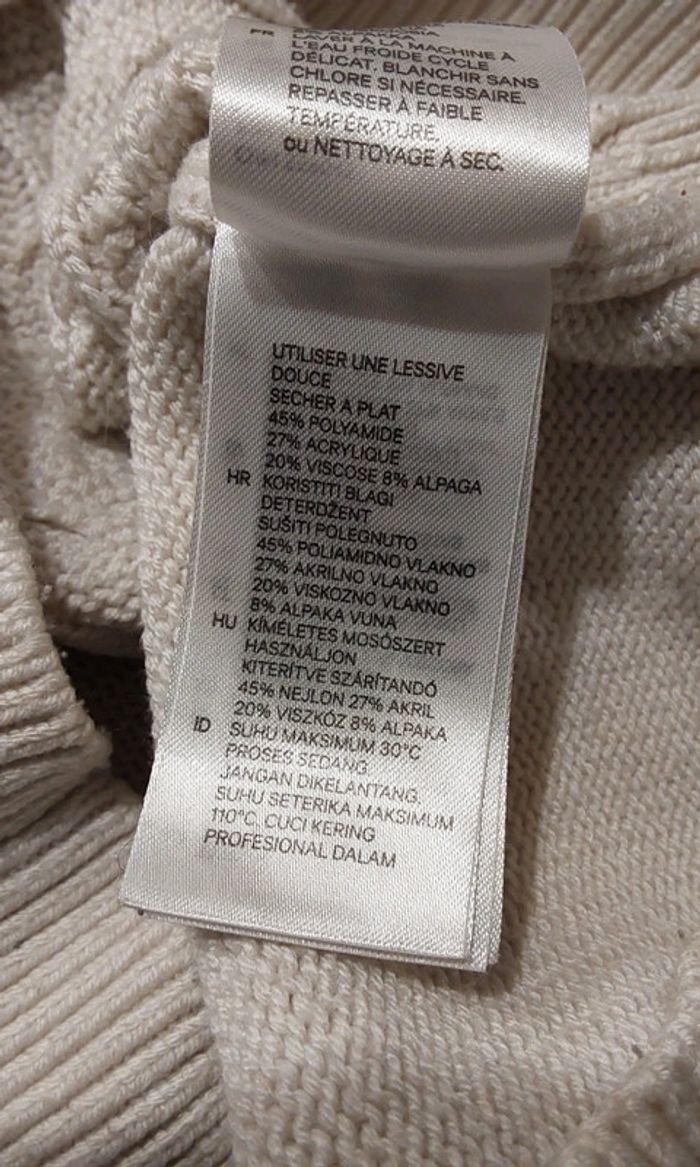 FR
LAVER À LA MACHINE À
L'EAU FROIDE CYCLE
DÉLICAT. BLANCHIR SANS
CHLORE SI NÉCESSAIRE.
REPASSER À FAIBLE
TEMPÉRATURE.
ou NETTOYAGE À SEC.
UTILISER UNE LESSIVE
DOUCE
SECHER A PLAT
45% POLYAMIDE
27% ACRYLIQUE
20% VISCOSE 8% ALPAGA
HR KORISTITI BLAGI
DETERDŽENT
SUŠITI POLEGNUTO
45% POLIAMIDNO VLAKNO
27% AKRILNO VLAKNO
20% VISKOZNO VLAKNO
8% ALPAKA VUNA
HU KÍMÉLETES MOSÓSZERT
HASZNÁLJON
KITERÍTVE SZÁRÍTANDÓ
45% NEJLON 27% AKRIL
20% VISZKÓZ 8% ALPAKA
ID SUHU MAKSIMUM 30°C
PROSES SEDANG.
JANGAN DIKELANTANG.
SUHU SETERIKA MAKSIMUM
110°C. CUCI KERING
PROFESIONAL DALAM